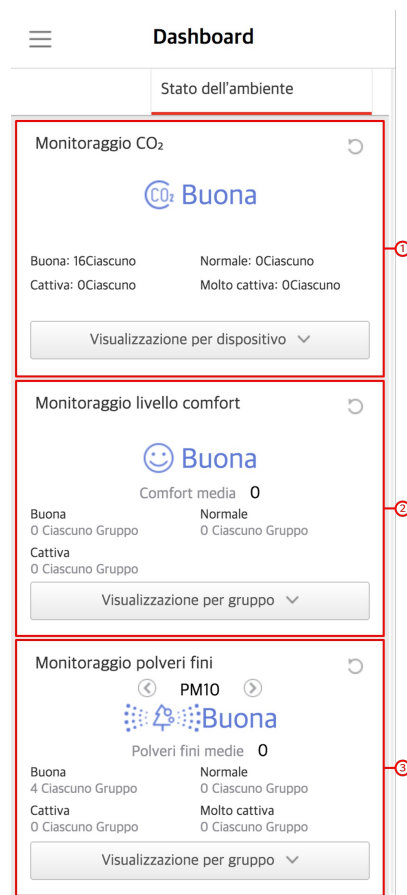 Dashboard
Stato dell'ambiente
Monitoraggio CO₂
CO₂ Buona
Buona: 16Ciascuno Normale: 0Ciascuno
Cattiva: 0Ciascuno Molto cattiva: 0Ciascuno
Visualizzazione per dispositivo
1
Monitoraggio livello comfort
Buona
Comfort media 0
Buona Normale
0 Ciascuno Gruppo 0 Ciascuno Gruppo
Cattiva
0 Ciascuno Gruppo
Visualizzazione per gruppo
2
Monitoraggio polveri fini
PM10
Buona
Polveri fini medie 0
Buona Normale
4 Ciascuno Gruppo 0 Ciascuno Gruppo
Cattiva Molto cattiva
0 Ciascuno Gruppo 0 Ciascuno Gruppo
Visualizzazione per gruppo
3